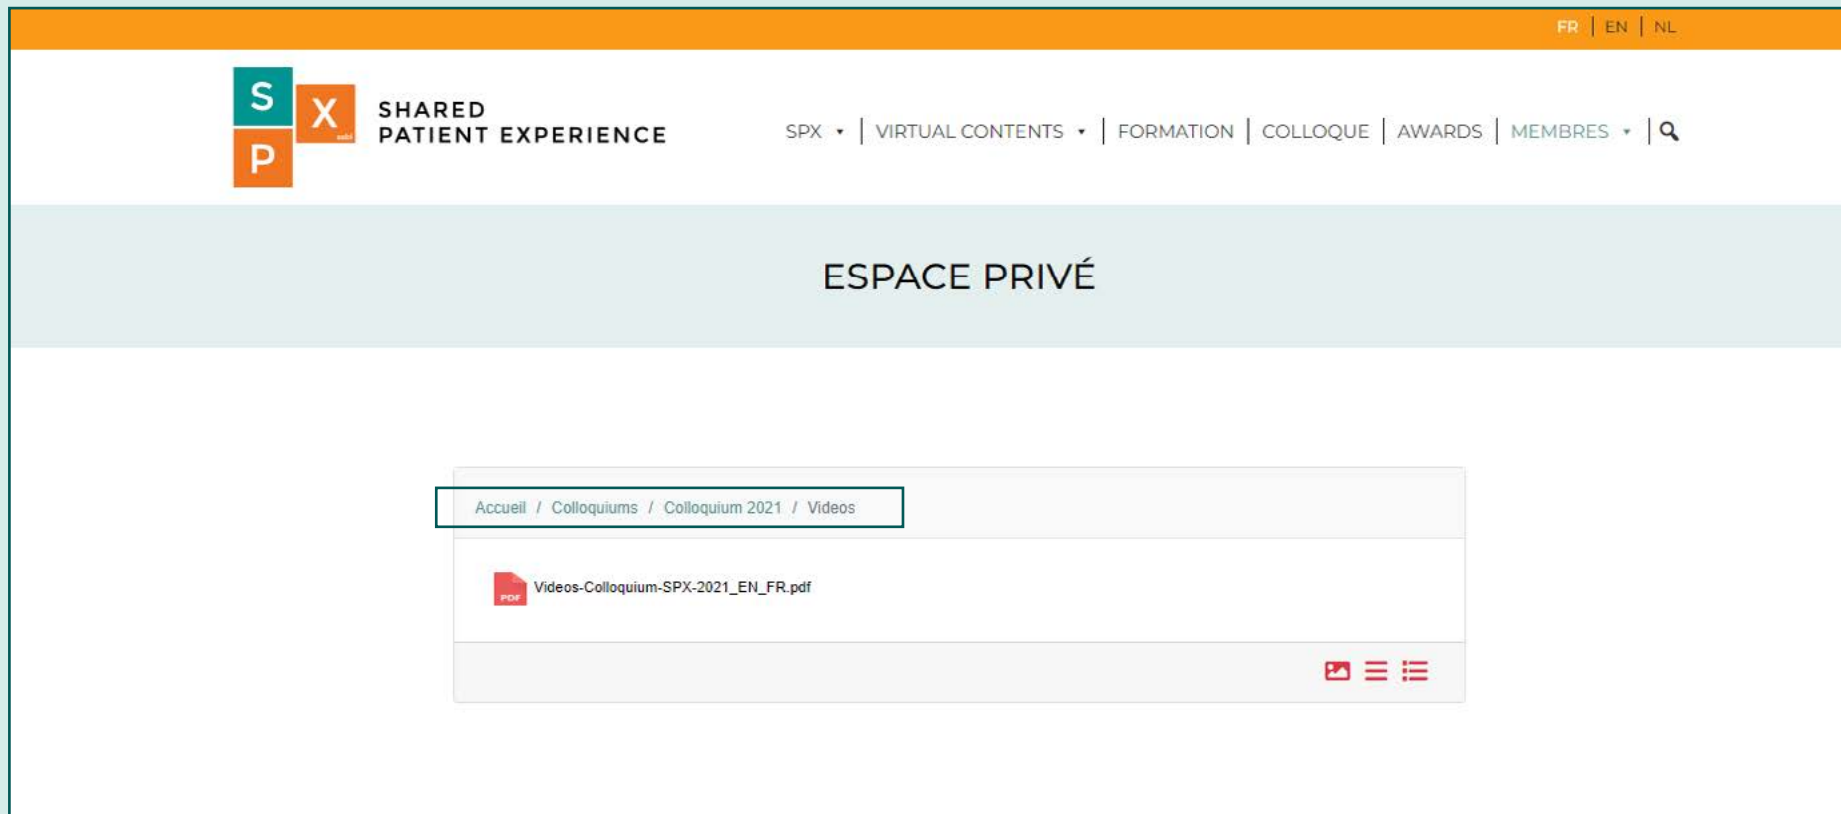 FR | EN | NL
S
X
P
SHARED
PATIENT EXPERIENCE
SPX | VIRTUAL CONTENTS | FORMATION | COLLOQUE | AWARDS | MEMBRES
ESPACE PRIVÉ
Accueil / Colloquiums / Colloquium 2021 / Videos
PDF
Videos-Colloquium-SPX-2021_EN_FR.pdf